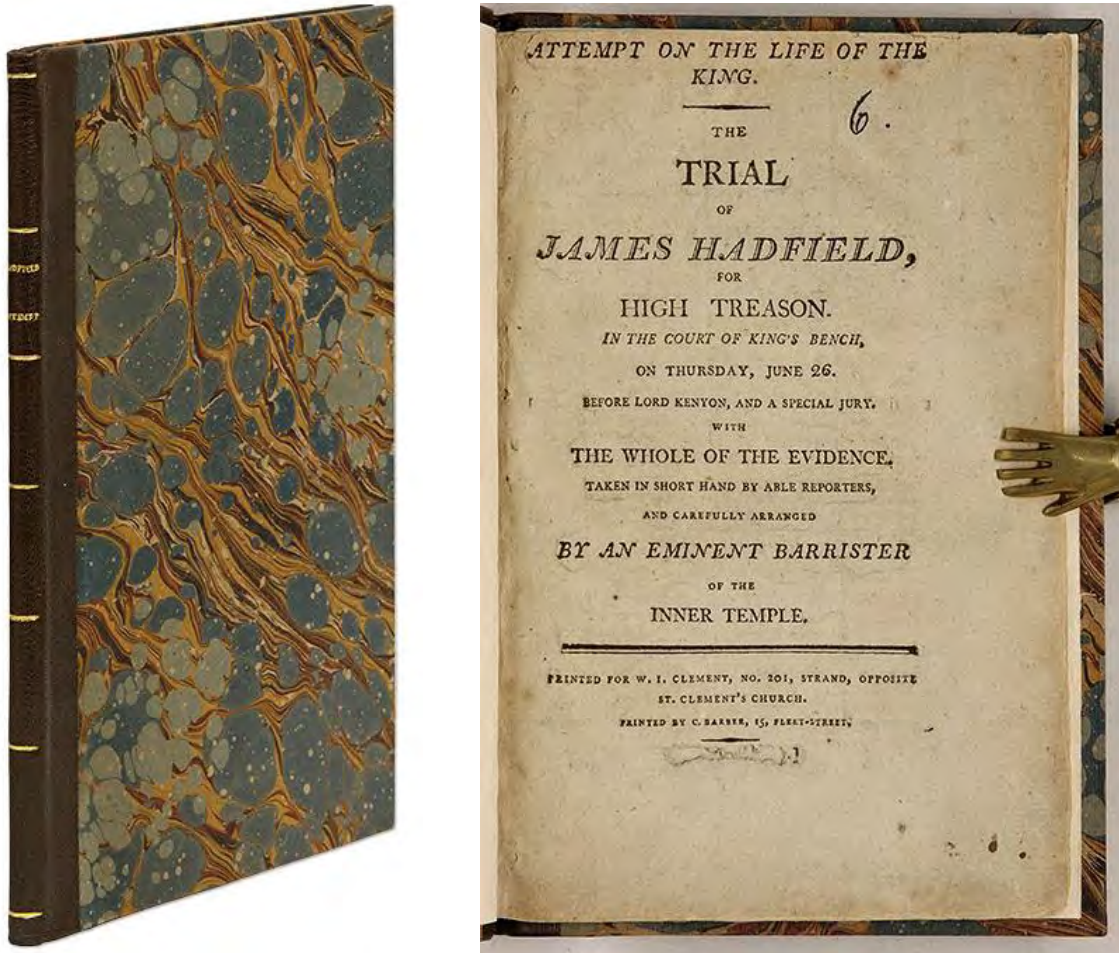 ATTEMPT ON THE LIFE OF THE
KING.
6.
THE
TRIAL
OF
JAMES HADFIELD,
FOR
HIGH TREASON.
IN THE COURT OF KING'S BENCH,
ON THURSDAY, JUNE 26.
BEFORE LORD KENYON, AND A SPECIAL JURY.
WITH
THE WHOLE OF THE EVIDENCE.
TAKEN IN SHORT HAND BY ABLE REPORTERS,
AND CAREFULLY ARRANGED
BY AN EMINENT BARRISTER
OF THE
INNER TEMPLE.
PRINTED FOR W. I. CLEMENT, NO. 201, STRAND, OPPOSITE
ST. CLEMENT'S CHURCH.
PRINTED BY C. BARBER, 15, FLEET-STREET.